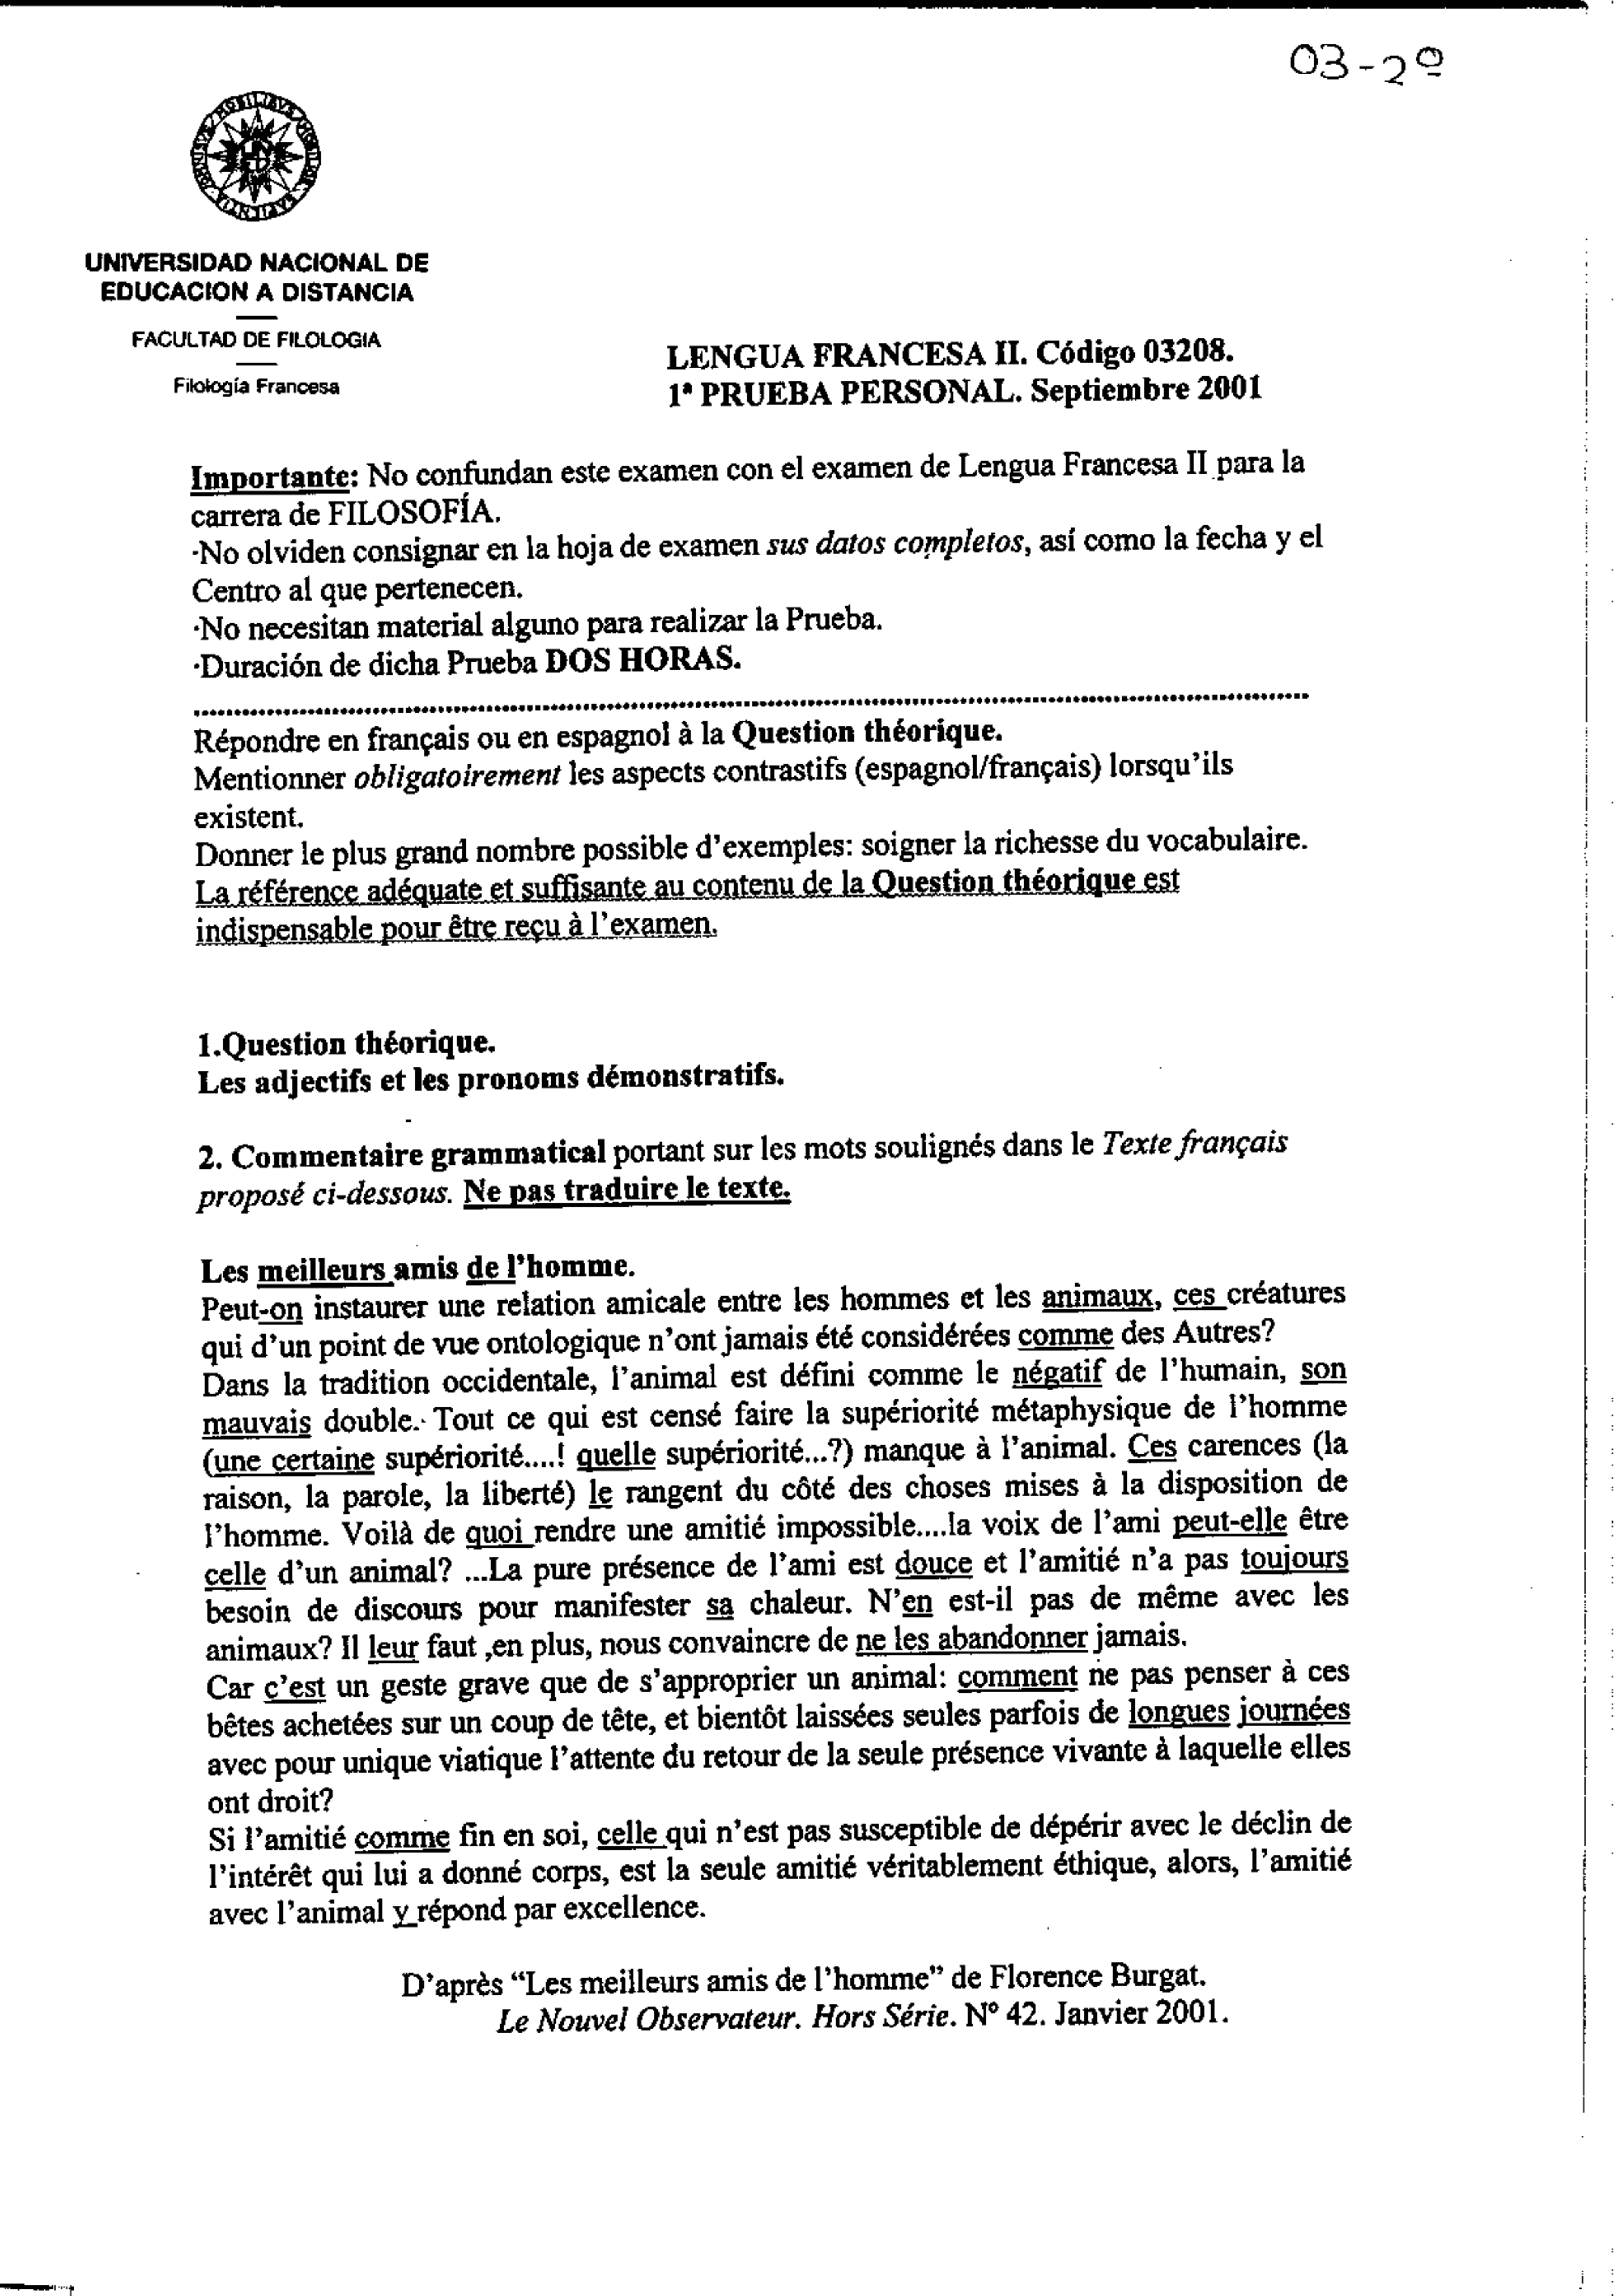 03-2º
UNIVERSIDAD NACIONAL DE
EDUCACION A DISTANCIA
FACULTAD DE FILOLOGIA
Filología Francesa
LENGUA FRANCESA II. Código 03208.
1ª PRUEBA PERSONAL. Septiembre 2001
Importante: No confundan este examen con el examen de Lengua Francesa II para la
carrera de FILOSOFÍA.
·No olviden consignar en la hoja de examen sus datos completos, así como la fecha y el
Centro al que pertenecen.
·No necesitan material alguno para realizar la Prueba.
·Duración de dicha Prueba DOS HORAS.
Répondre en français ou en espagnol à la Question théorique.
Mentionner obligatoirement les aspects contrastifs (espagnol/français) lorsqu'ils
existent.
Donner le plus grand nombre possible d'exemples: soigner la richesse du vocabulaire.
La référence adéquate et suffisante au contenu de la Question théorique est
indispensable pour être reçu à l'examen.
1.Question théorique.
Les adjectifs et les pronoms démonstratifs.
2. Commentaire grammatical portant sur les mots soulignés dans le Texte français
proposé ci-dessous. Ne pas traduire le texte.
Les meilleurs amis de l'homme.
Peut-on instaurer une relation amicale entre les hommes et les animaux, ces créatures
qui d'un point de vue ontologique n'ont jamais été considérées comme des Autres?
Dans la tradition occidentale, l'animal est défini comme le négatif de l'humain, son
mauvais double. Tout ce qui est censé faire la supériorité métaphysique de l'homme
(une certaine supériorité....! quelle supériorité...?) manque à l'animal. Ces carences (la
raison, la parole, la liberté) le rangent du côté des choses mises à la disposition de
l'homme. Voilà de quoi rendre une amitié impossible....la voix de l'ami peut-elle être
celle d'un animal? ...La pure présence de l'ami est douce et l'amitié n'a pas toujours
besoin de discours pour manifester sa chaleur. N'en est-il pas de même avec les
animaux? Il leur faut ,en plus, nous convaincre de ne les abandonner jamais.
Car c'est un geste grave que de s'approprier un animal: comment ne pas penser à ces
bêtes achetées sur un coup de tête, et bientôt laissées seules parfois de longues journées
avec pour unique viatique l'attente du retour de la seule présence vivante à laquelle elles
ont droit?
Si l'amitié comme fin en soi, celle qui n'est pas susceptible de dépérir avec le déclin de
l'intérêt qui lui a donné corps, est la seule amitié véritablement éthique, alors, l'amitié
avec l'animal y répond par excellence.
D'après "Les meilleurs amis de l'homme" de Florence Burgat.
Le Nouvel Observateur. Hors Série. Nº 42. Janvier 2001.